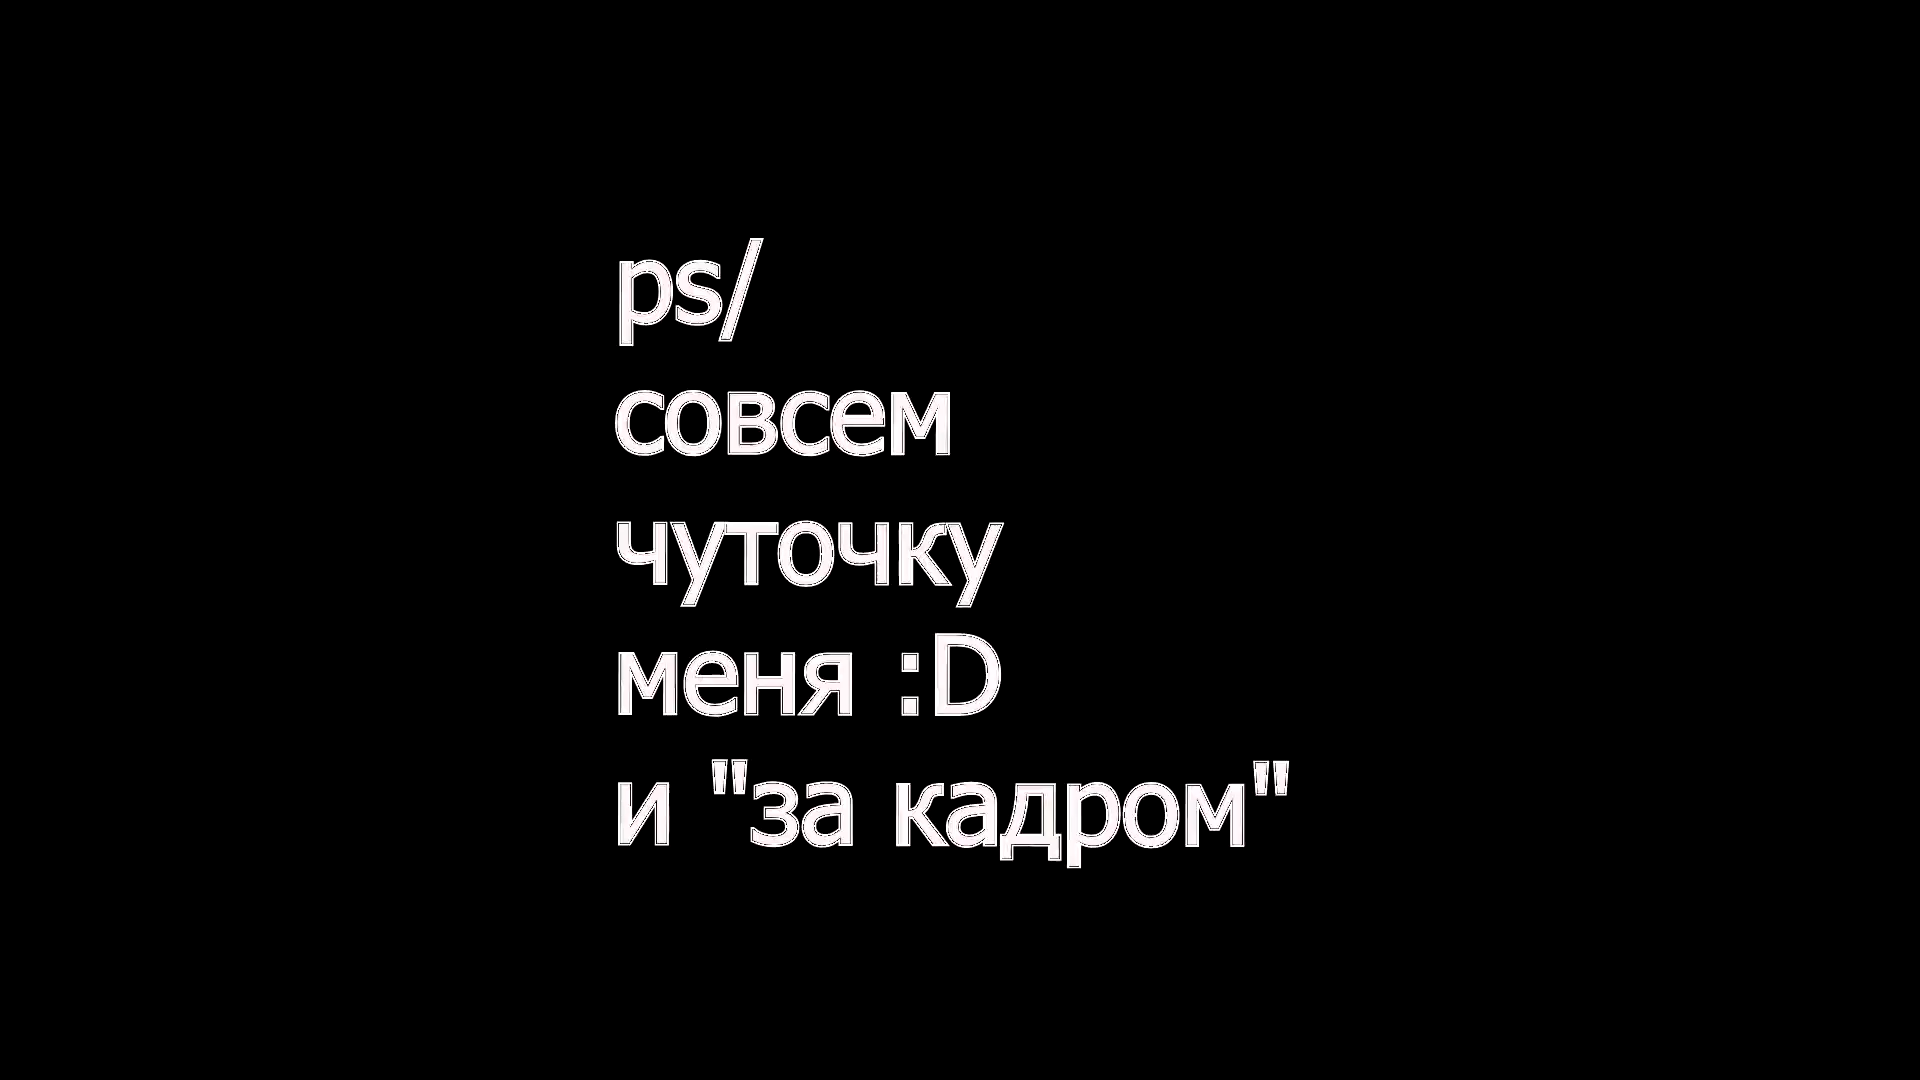 ps/
совсем
чуточку
меня :D
и "за кадром"